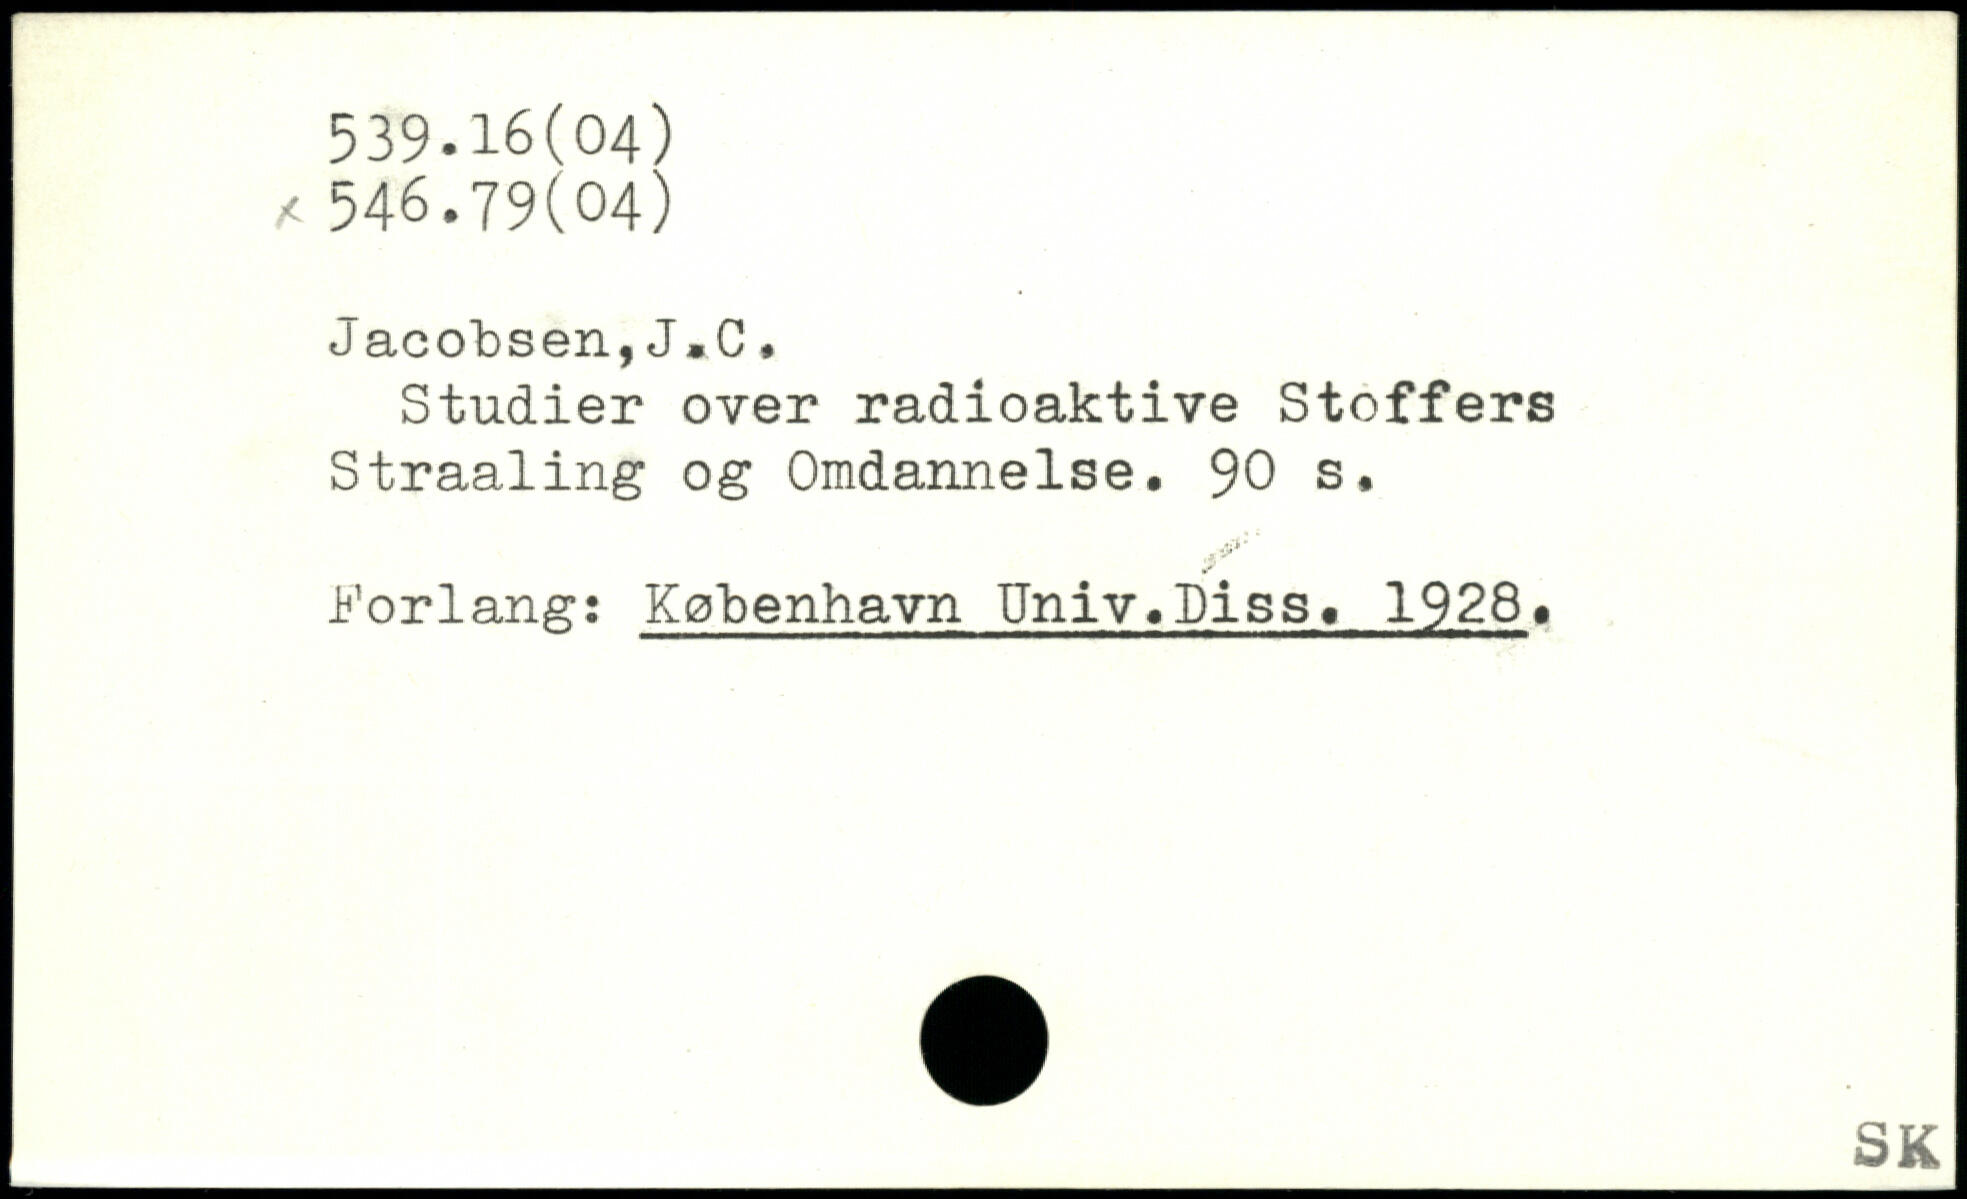 539.16(04)
x 546.79(04)
Jacobsen,J.C.
Studier over radioaktive Stoffers
Straaling og Omdannelse. 90 s.
Forlang: København Univ.Diss. 1928.
SK